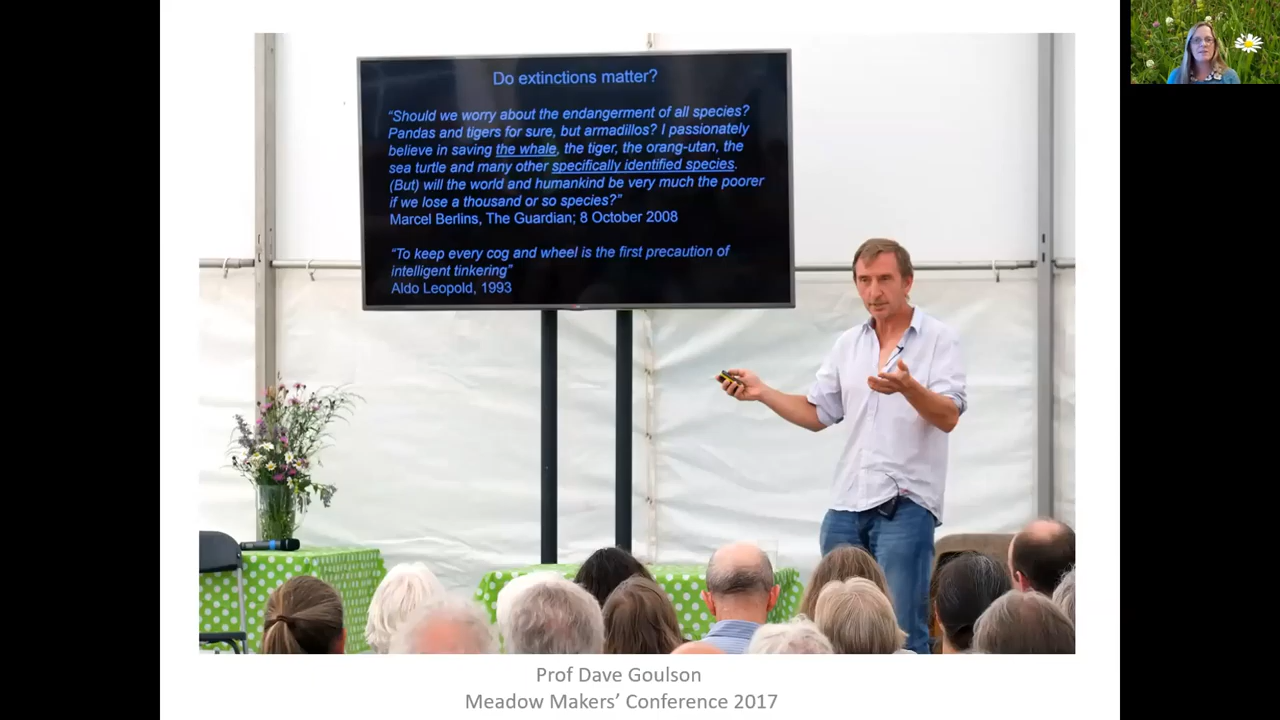 Do extinctions matter?
“Should we worry about the endangerment of all species?
Pandas and tigers for sure, but armadillos? I passionately
believe in saving the whale, the tiger, the orang-utan, the
sea turtle and many other specifically identified species.
(But) will the world and humankind be very much the poorer
if we lose a thousand or so species?”
Marcel Berlins, The Guardian; 8 October 2008
“To keep every cog and wheel is the first precaution of
intelligent tinkering”
Aldo Leopold, 1993
Prof Dave Goulson
Meadow Makers’ Conference 2017